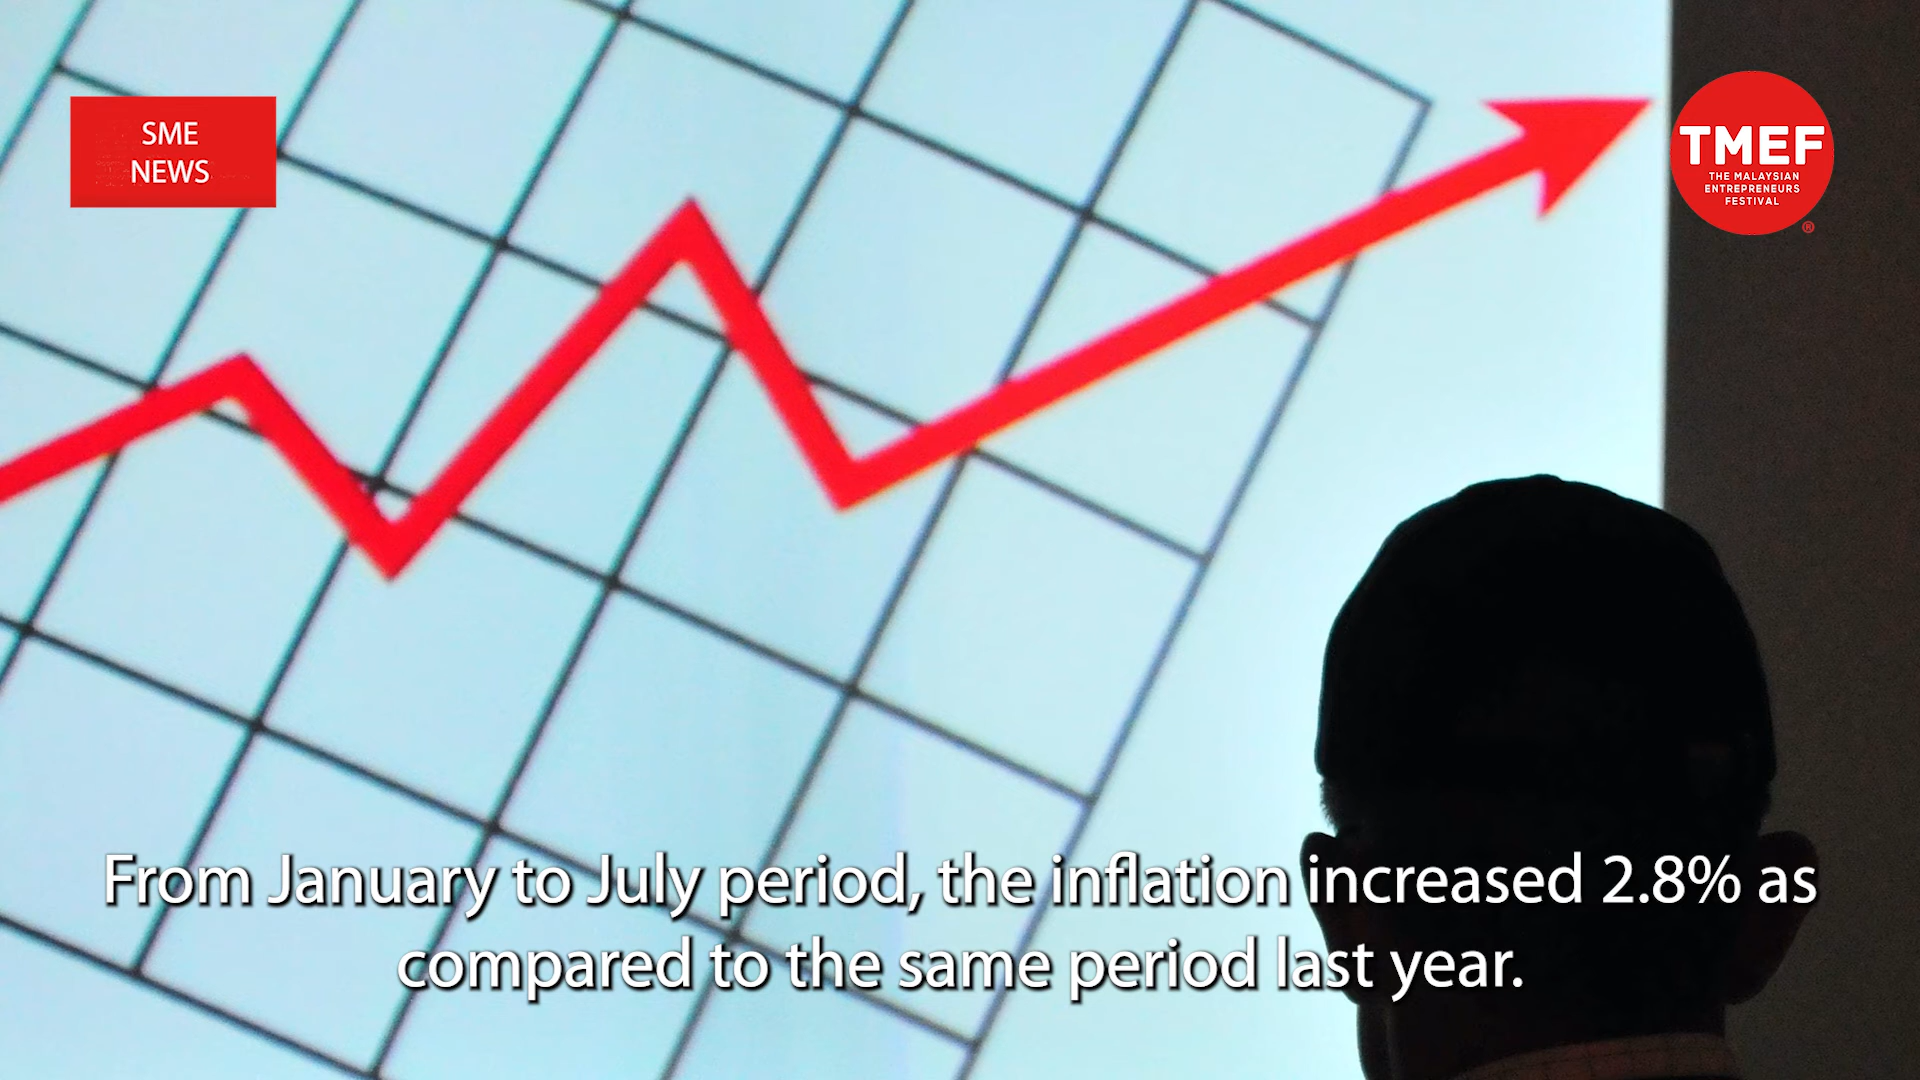 SME
NEWS
TMEF
THE MALAYSIAN
ENTREPRENEURS
FESTIVAL
®
From January to July period, the inflation increased 2.8% as
compared to the same period last year.